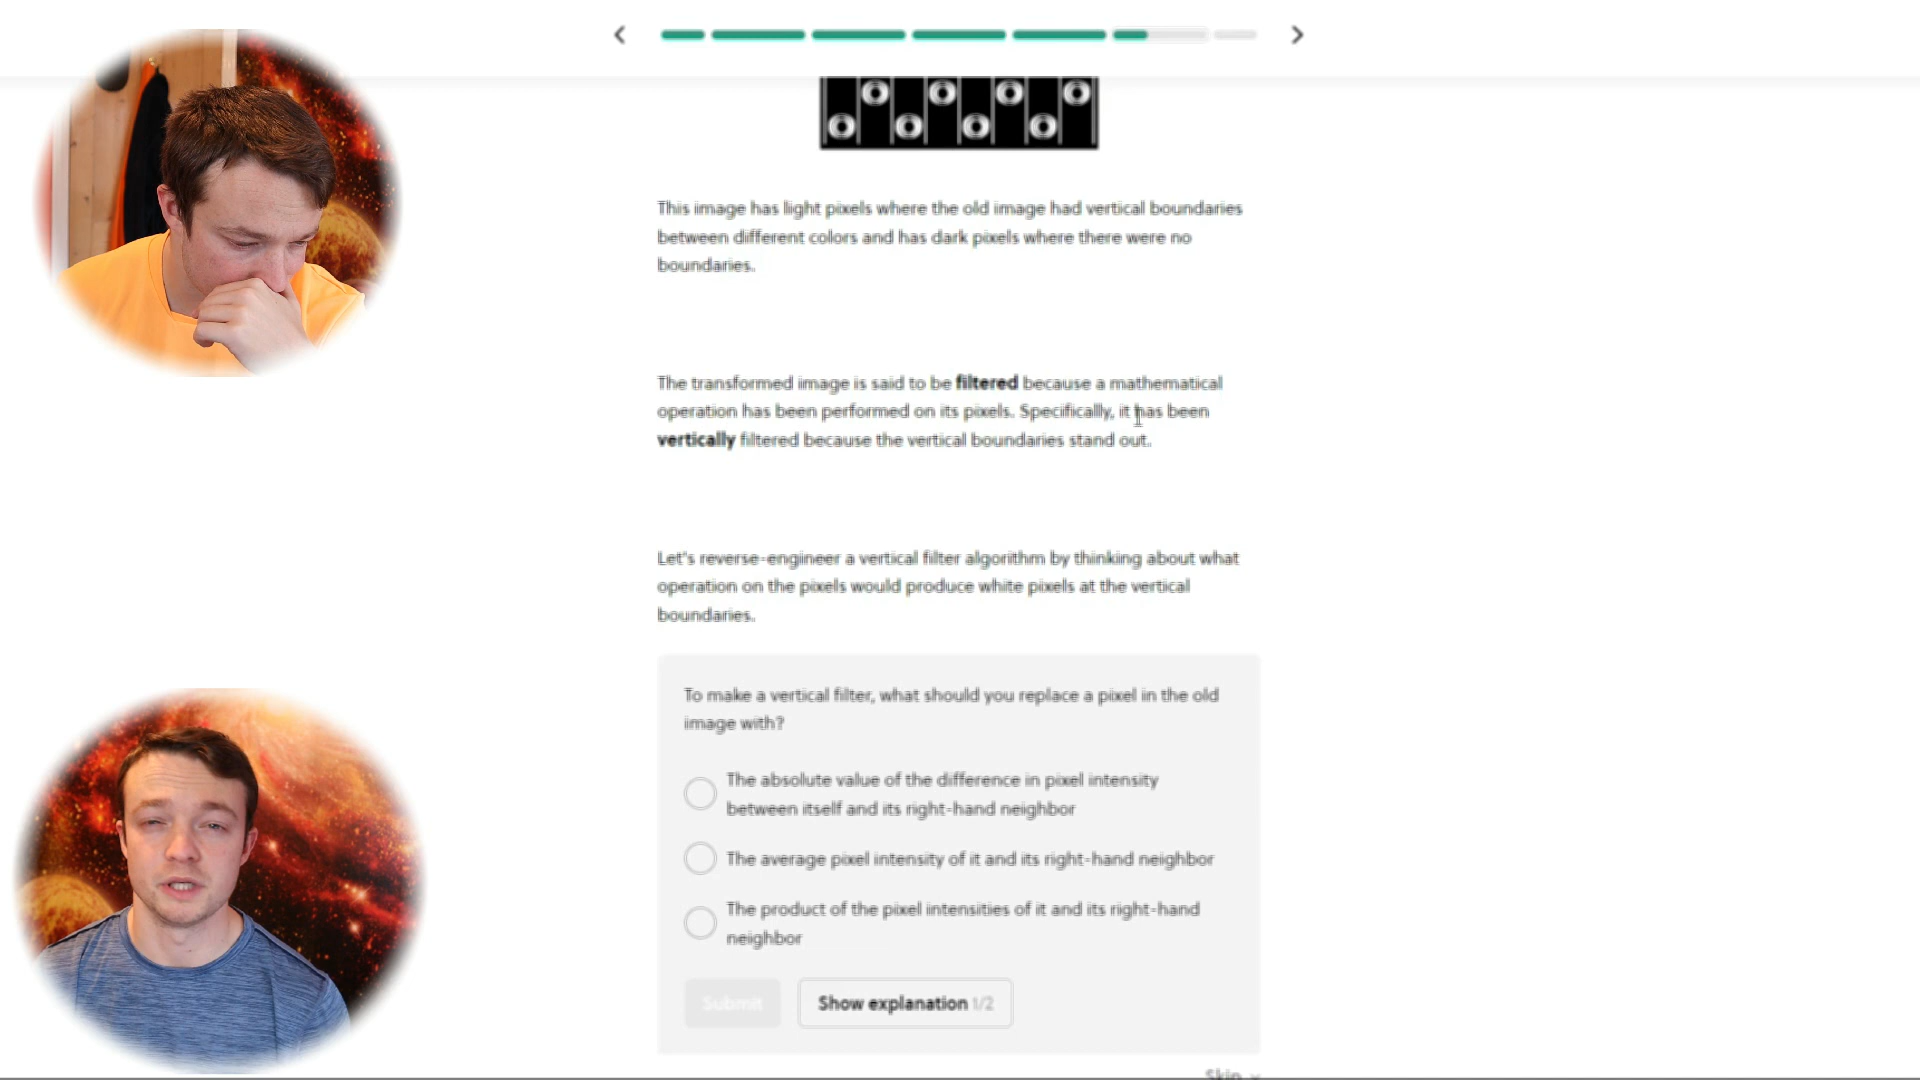 This image has light pixels where the old image had vertical boundaries
between different colors and has dark pixels where there were no
boundaries.
The transformed image is said to be filtered because a mathematical
operation has been performed on its pixels. Specifically, it has been
vertically filtered because the vertical boundaries stand out.
Let's reverse-engineer a vertical filter algorithm by thinking about what
operation on the pixels would produce white pixels at the vertical
boundaries.
To make a vertical filter, what should you replace a pixel in the old
image with?
The absolute value of the difference in pixel intensity
between itself and its right-hand neighbor
The average pixel intensity of it and its right-hand neighbor
The product of the pixel intensities of it and its right-hand
neighbor
Submit
Show explanation 1/2
Skip